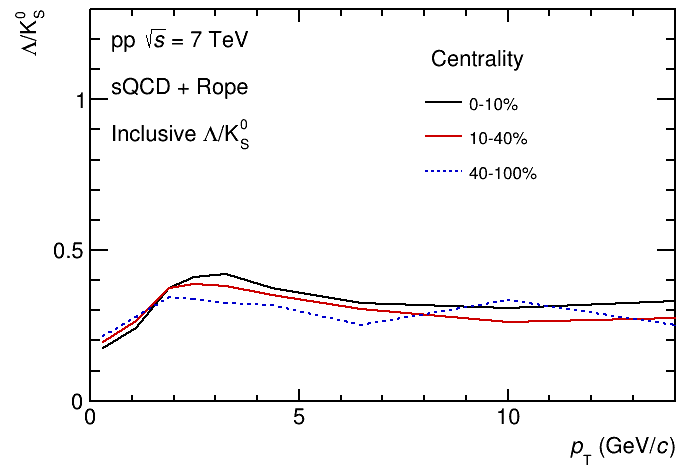 Λ/K⁰_S
pp √s = 7 TeV
sQCD + Rope
Inclusive Λ/K⁰_S
Centrality
0-10%
10-40%
40-100%
1
0.5
0
0 5 10
p_T (GeV/c)